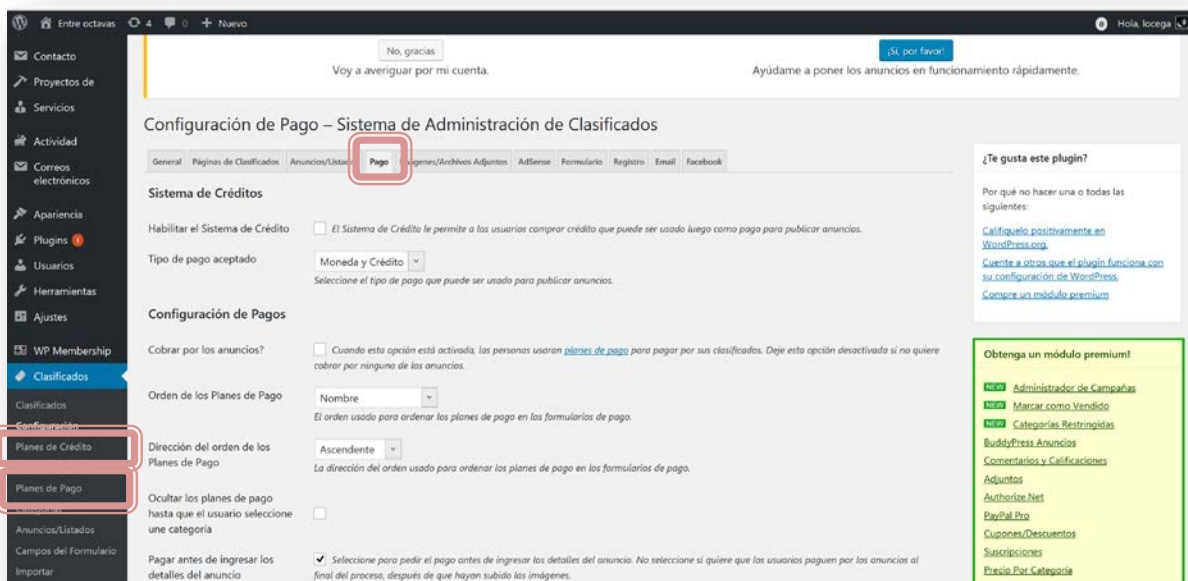 Entre octavas 4 0 + Nuevo 0 Hola, locega
Contacto
Proyectos de
Servicios
Actividad
Correos
electrónicos
Apariencia
Plugins 1
Usuarios
Herramientas
Ajustes
WP Membership
Clasificados
Clasificados
Configuración
Planes de Crédito
Planes de Pago
Categorías
Anuncios/Listados
Campos del Formulario
Importar
No, gracias
Voy a averiguar por mi cuenta.
¡Sí, por favor!
Ayúdame a poner los anuncios en funcionamiento rápidamente.
Configuración de Pago – Sistema de Administración de Clasificados
General Páginas de Clasificados Anuncios/Listados Pago Imágenes/Archivos Adjuntos AdSense Formulario Registro Email Facebook
Sistema de Créditos
Habilitar el Sistema de Crédito El Sistema de Crédito le permite a los usuarios comprar crédito que puede ser usado luego como pago para publicar anuncios.
Tipo de pago aceptado Moneda y Crédito
Seleccione el tipo de pago que puede ser usado para publicar anuncios.
Configuración de Pagos
Cobrar por los anuncios? Cuando esta opción está activada, las personas usaran planes de pago para pagar por sus clasificados. Deje esta opción desactivada si no quiere
cobrar por ninguno de los anuncios.
Orden de los Planes de Pago Nombre
El orden usado para ordenar los planes de pago en los formularios de pago.
Dirección del orden de los
Planes de Pago
Ascendente
La dirección del orden usado para ordenar los planes de pago en los formularios de pago.
Ocultar los planes de pago
hasta que el usuario seleccione
une categoría
Pagar antes de ingresar los
detalles del anuncio
Seleccione para pedir el pago antes de ingresar los detalles del anuncio. No seleccione si quiere que los usuarios paguen por los anuncios al
final del proceso, después de que hayan subido las imágenes.
¿Te gusta este plugin?
Por qué no hacer una o todas las
siguientes:
Califiquelo positivamente en
WordPress.org.
Cuente a otros que el plugin funciona con
su configuración de WordPress.
Compre un módulo premium
Obtenga un módulo premium!
NEW Administrador de Campañas
NEW Marcar como Vendido
NEW Categorías Restringidas
BuddyPress Anuncios
Comentarios y Calificaciones
Adjuntos
Authorize.Net
PayPal Pro
Cupones/Descuentos
Suscripciones
Precio Por Categoría